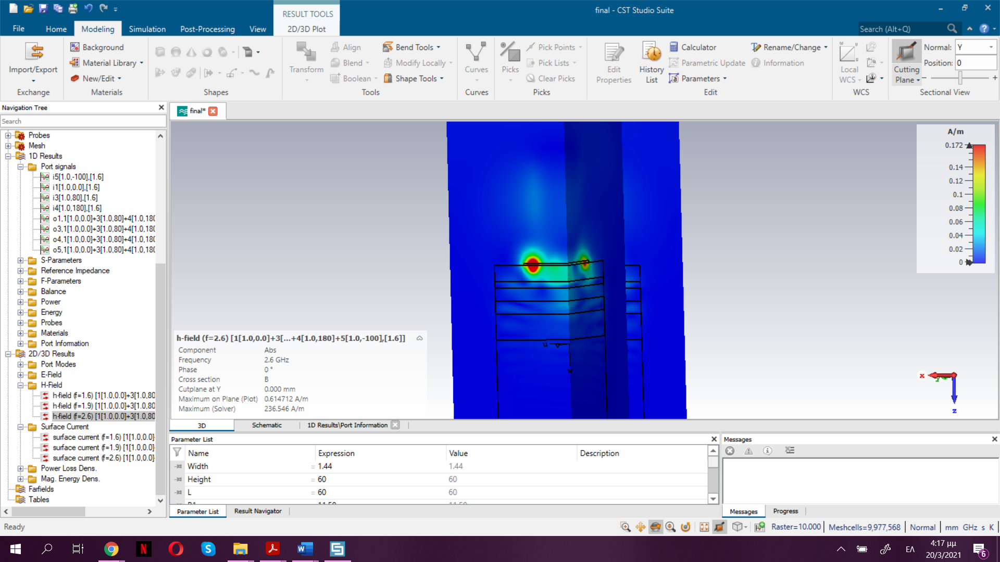 RESULT TOOLS
final - CST Studio Suite
File
Home
Modeling
Simulation
Post-Processing
View
2D/3D Plot
Search (Alt+Q)
Import/Export
Exchange
Background
Material Library
New/Edit
Materials
Shapes
Transform
Align
Blend
Boolean
Bend Tools
Modify Locally
Shape Tools
Tools
Curves
Curves
Picks
Pick Points
Pick Lists
Clear Picks
Picks
Edit Properties
History List
Calculator
Parametric Update
Parameters
Rename/Change
Information
Edit
Local WCS
WCS
Cutting Plane
Normal: Y
Position: 0
Sectional View
Navigation Tree
Search
Probes
Mesh
1D Results
Port signals
i5[1.0,-100],[1.6]
i1[1.0,0.0],[1.6]
i3[1.0,80],[1.6]
i4[1.0,180],[1.6]
o1,1[1.0,0.0]+3[1.0,80]+4[1.0,180
o3,1[1.0,0.0]+3[1.0,80]+4[1.0,180
o4,1[1.0,0.0]+3[1.0,80]+4[1.0,180
o5,1[1.0,0.0]+3[1.0,80]+4[1.0,180
S-Parameters
Reference Impedance
F-Parameters
Balance
Power
Energy
Probes
Materials
Port Information
2D/3D Results
Port Modes
E-Field
H-Field
h-field (f=1.6) [1[1.0,0.0]+3[1.0,80
h-field (f=1.9) [1[1.0,0.0]+3[1.0,80
h-field (f=2.6) [1[1.0,0.0]+3[1.0,80
Surface Current
surface current (f=1.6) [1[1.0,0.0]
surface current (f=1.9) [1[1.0,0.0]
surface current (f=2.6) [1[1.0,0.0]
Power Loss Dens.
Mag. Energy Dens.
Farfields
Tables
final*
A/m
0.172
0.14
0.12
0.1
0.08
0.06
0.04
0.02
0
u
v
w
x
y
z
h-field (f=2.6) [1[1.0,0.0]+3[...+4[1.0,180]+5[1.0,-100],[1.6]]
Component Abs
Frequency 2.6 GHz
Phase 0 °
Cross section B
Cutplane at Y 0.000 mm
Maximum on Plane (Plot) 0.614712 A/m
Maximum (Solver) 236.546 A/m
3D
Schematic
1D Results\Port Information
Parameter List
Name Expression Value Description
Width = 1.44 1.44
Height = 60 60
L = 60 60
Parameter List
Result Navigator
Messages
Messages
Progress
Ready
Raster=10.000
Meshcells=9,977,568
Normal
mm GHz s K
ΕΛ
4:17 μμ
20/3/2021
6